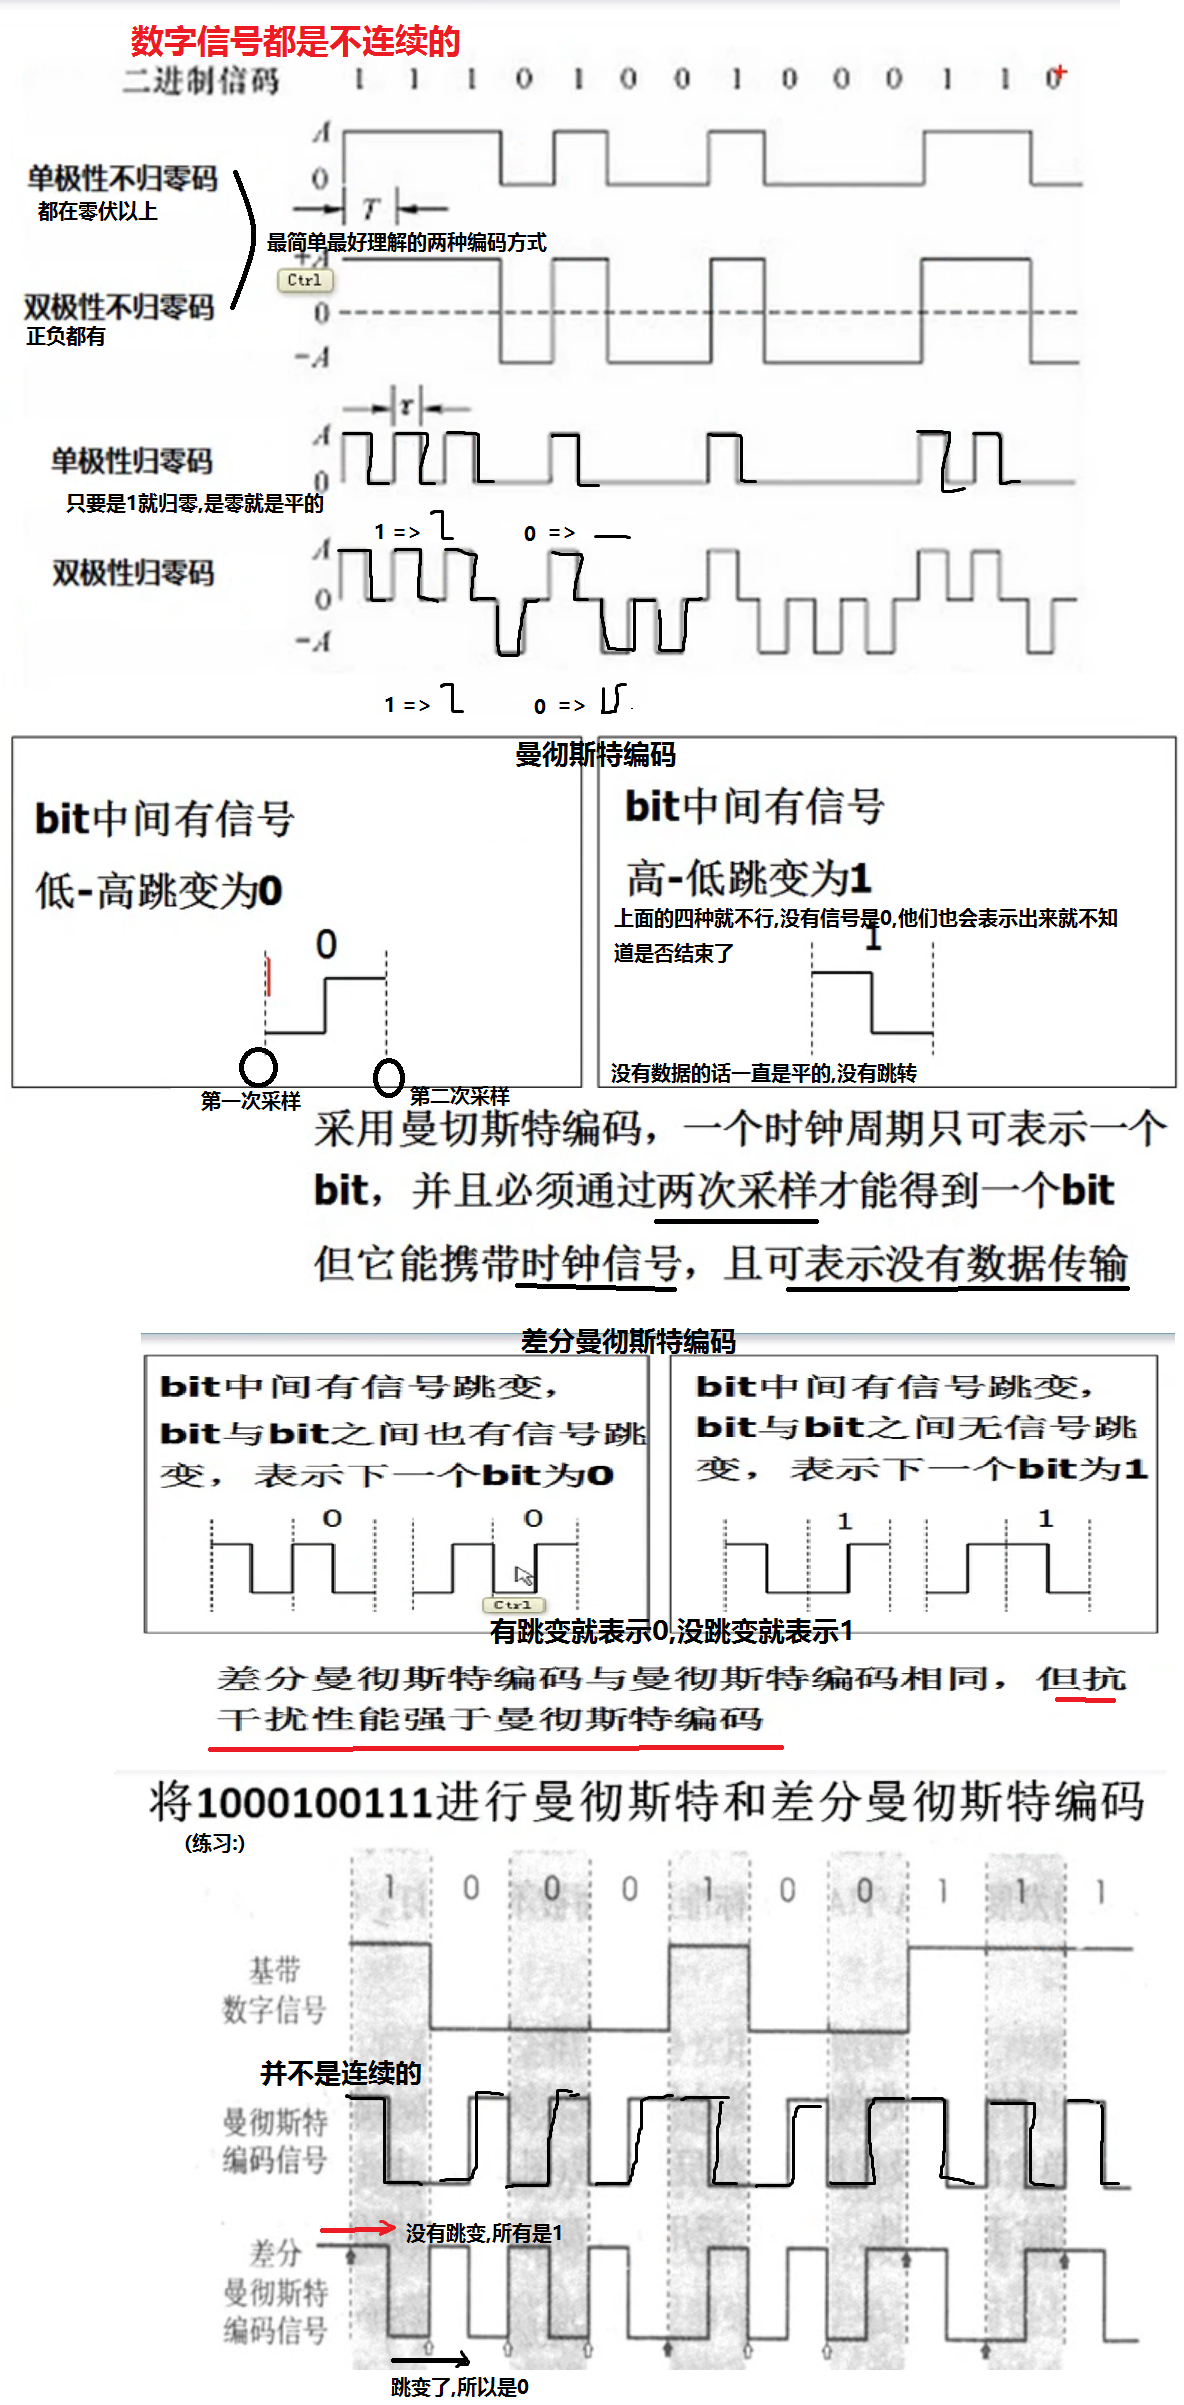 数字信号都是不连续的
二进制信码 1 1 1 0 1 0 0 1 0 0 0 1 1 0
A
单极性不归零码
0
都在零伏以上
T
最简单最好理解的两种编码方式
+A
Ctrl
双极性不归零码
0
正负都有
-A
τ
A
单极性归零码
0
只要是1就归零,是零就是平的
1 =>
0 =>
A
双极性归零码
0
-A
1 =>
0 =>
曼彻斯特编码
bit中间有信号
低-高跳变为0
0
第一次采样
第二次采样
bit中间有信号
高-低跳变为1
上面的四种就不行,没有信号是0,他们也会表示出来就不知
道是否结束了
1
没有数据的话一直是平的,没有跳转
采用曼切斯特编码，一个时钟周期只可表示一个
bit，并且必须通过两次采样才能得到一个bit
但它能携带时钟信号，且可表示没有数据传输
差分曼彻斯特编码
bit中间有信号跳变，
bit与bit之间也有信号跳
变，表示下一个bit为0
0 0
Ctrl
bit中间有信号跳变，
bit与bit之间无信号跳
变，表示下一个bit为1
1 1
有跳变就表示0,没跳变就表示1
差分曼彻斯特编码与曼彻斯特编码相同，但抗
干扰性能强于曼彻斯特编码
将1000100111进行曼彻斯特和差分曼彻斯特编码
(练习:)
1 0 0 0 1 0 0 1 1 1
基带
数字信号
并不是连续的
曼彻斯特
编码信号
没有跳变,所有是1
差分
曼彻斯特
编码信号
跳变了,所以是0